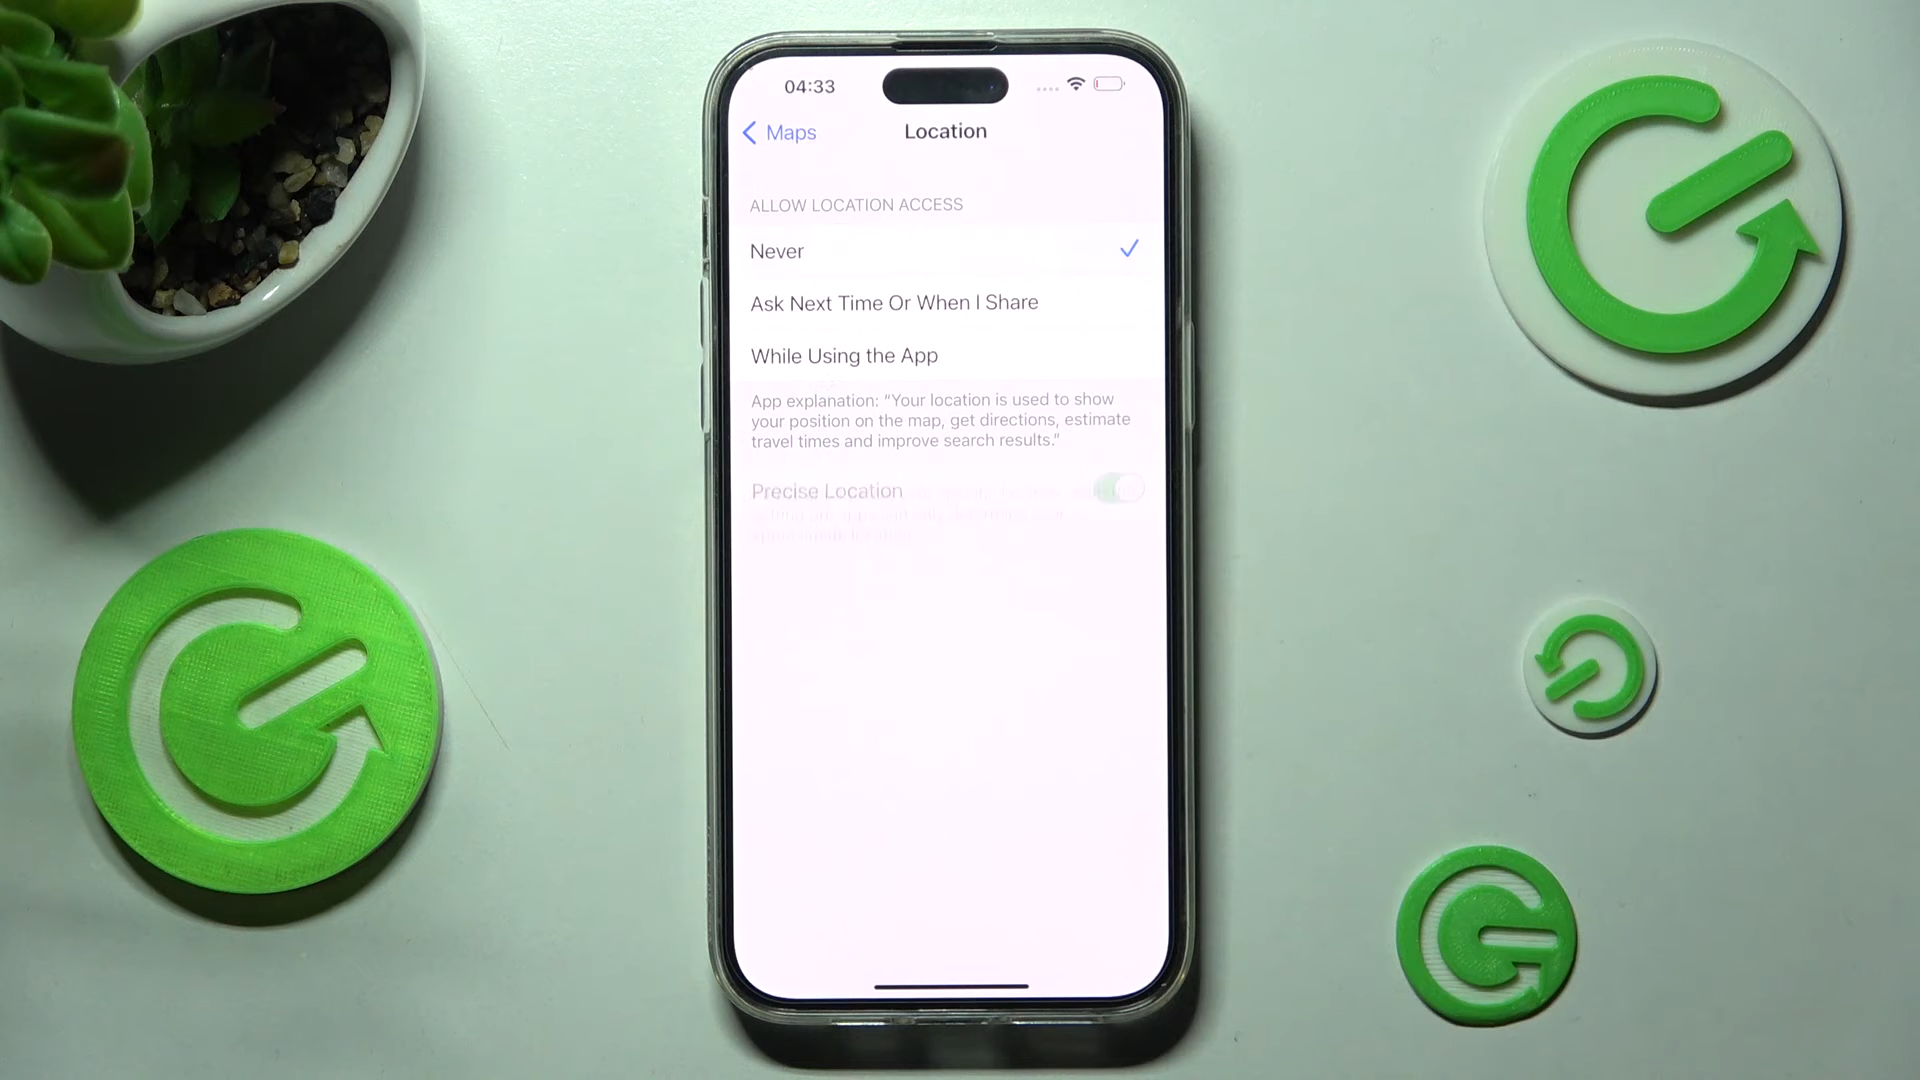 04:33
Maps
Location
ALLOW LOCATION ACCESS
Never
Ask Next Time Or When I Share
While Using the App
App explanation: “Your location is used to show
your position on the map, get directions, estimate
travel times and improve search results.”
Precise Location